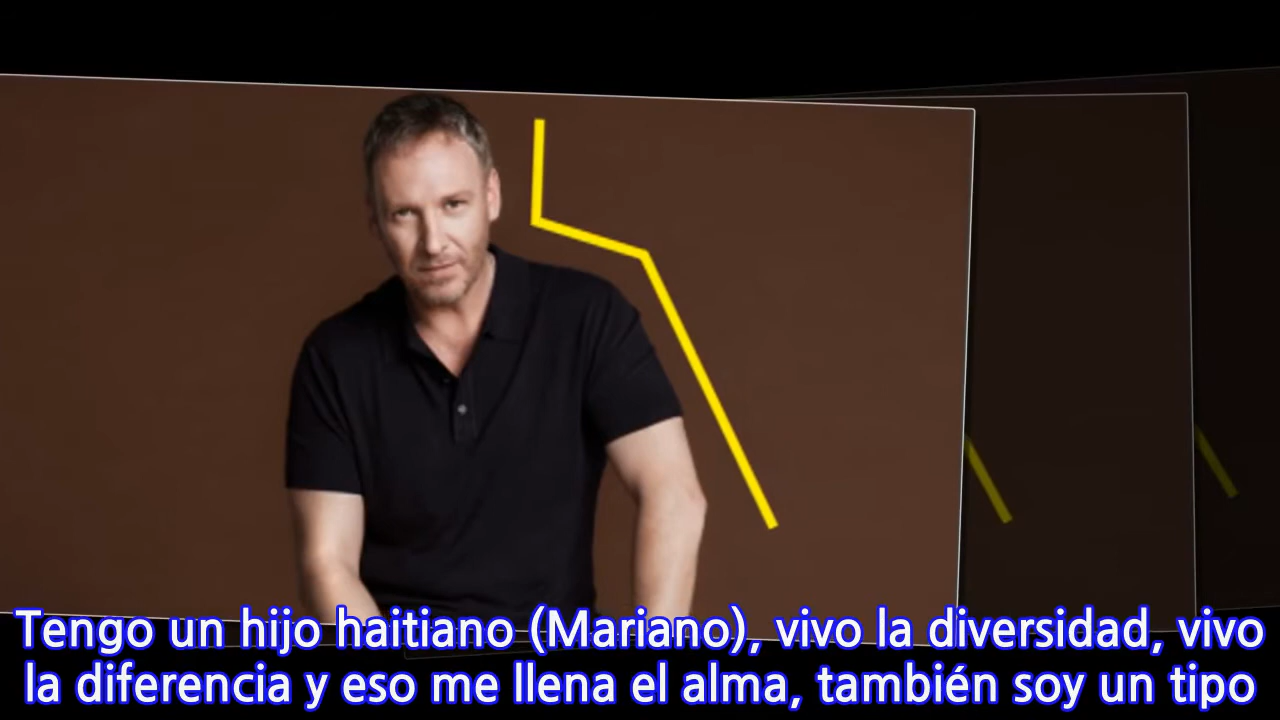 Tengo un hijo haitiano (Mariano), vivo la diversidad, vivo
la diferencia y eso me llena el alma, también soy un tipo